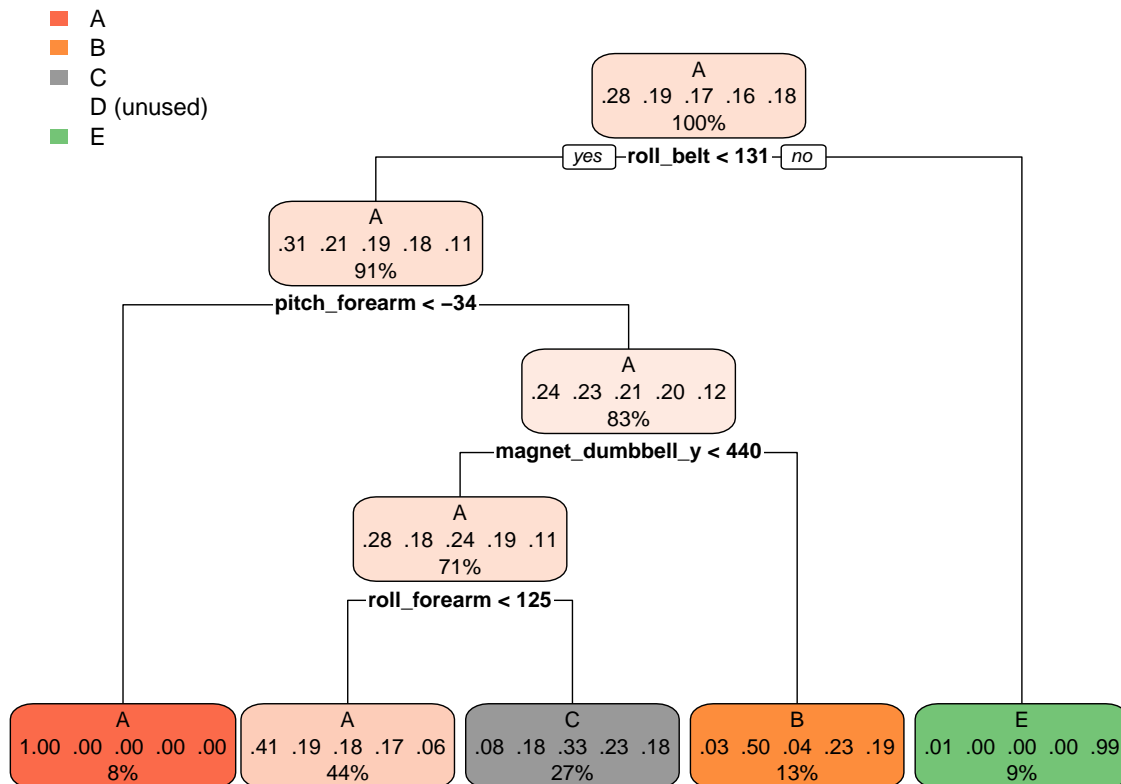 A
B
C
D (unused)
E
A
.28 .19 .17 .16 .18
100%
yes roll_belt < 131 no
A
.31 .21 .19 .18 .11
91%
pitch_forearm < −34
A
.24 .23 .21 .20 .12
83%
magnet_dumbbell_y < 440
A
.28 .18 .24 .19 .11
71%
roll_forearm < 125
A
1.00 .00 .00 .00 .00
8%
A
.41 .19 .18 .17 .06
44%
C
.08 .18 .33 .23 .18
27%
B
.03 .50 .04 .23 .19
13%
E
.01 .00 .00 .00 .99
9%